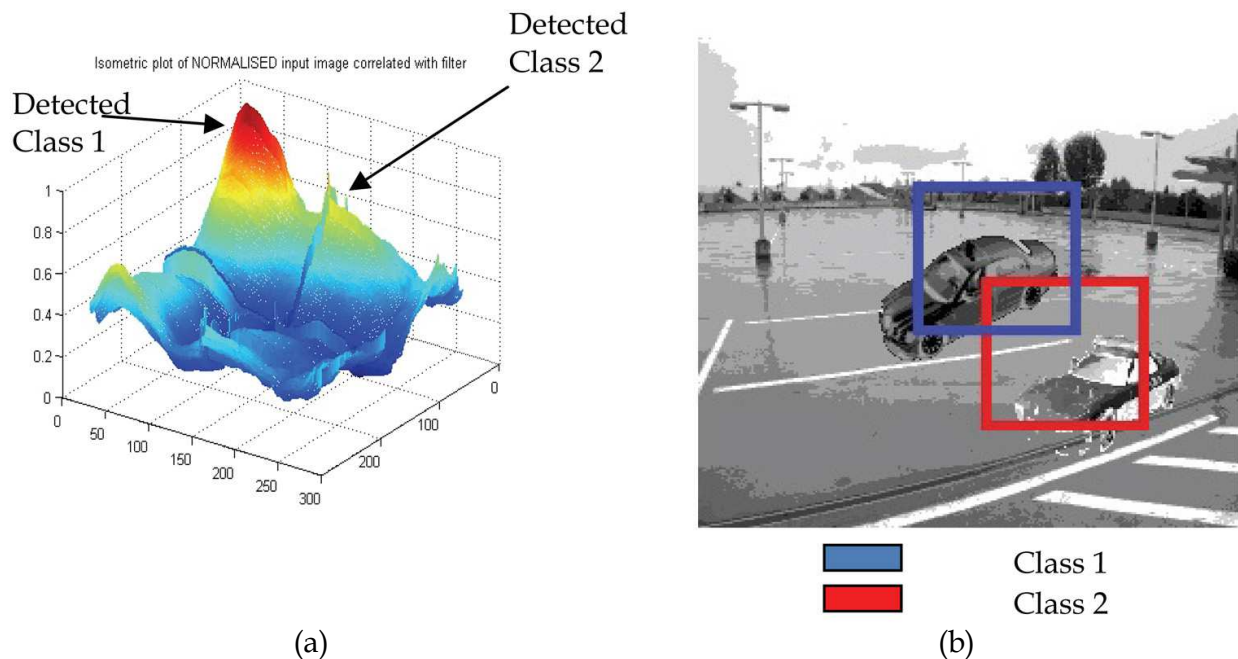 Detected
Class 2
Isometric plot of NORMALISED input image correlated with filter
Detected
Class 1
1
0.8
0.6
0.4
0.2
0
0
50
100
150
200
250
300
200
100
0
Class 1
Class 2
(a)
(b)